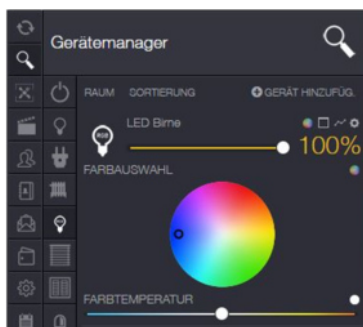 Gerätemanager
RAUM SORTIERUNG GERÄT HINZUFÜG.
LED Birne
RGB
100%
FARBAUSWAHL
FARBTEMPERATUR